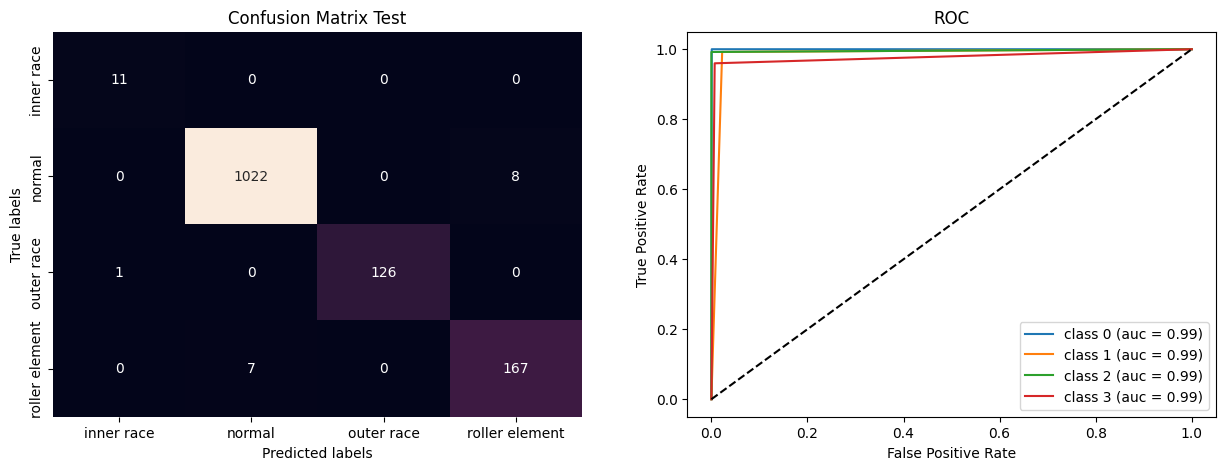 Confusion Matrix Test
True labels
inner race
11 0 0 0
normal
0 1022 0 8
outer race
1 0 126 0
roller element
0 7 0 167
inner race normal outer race roller element
Predicted labels
ROC
True Positive Rate
1.0
0.8
0.6
0.4
0.2
0.0
class 0 (auc = 0.99)
class 1 (auc = 0.99)
class 2 (auc = 0.99)
class 3 (auc = 0.99)
0.0 0.2 0.4 0.6 0.8 1.0
False Positive Rate